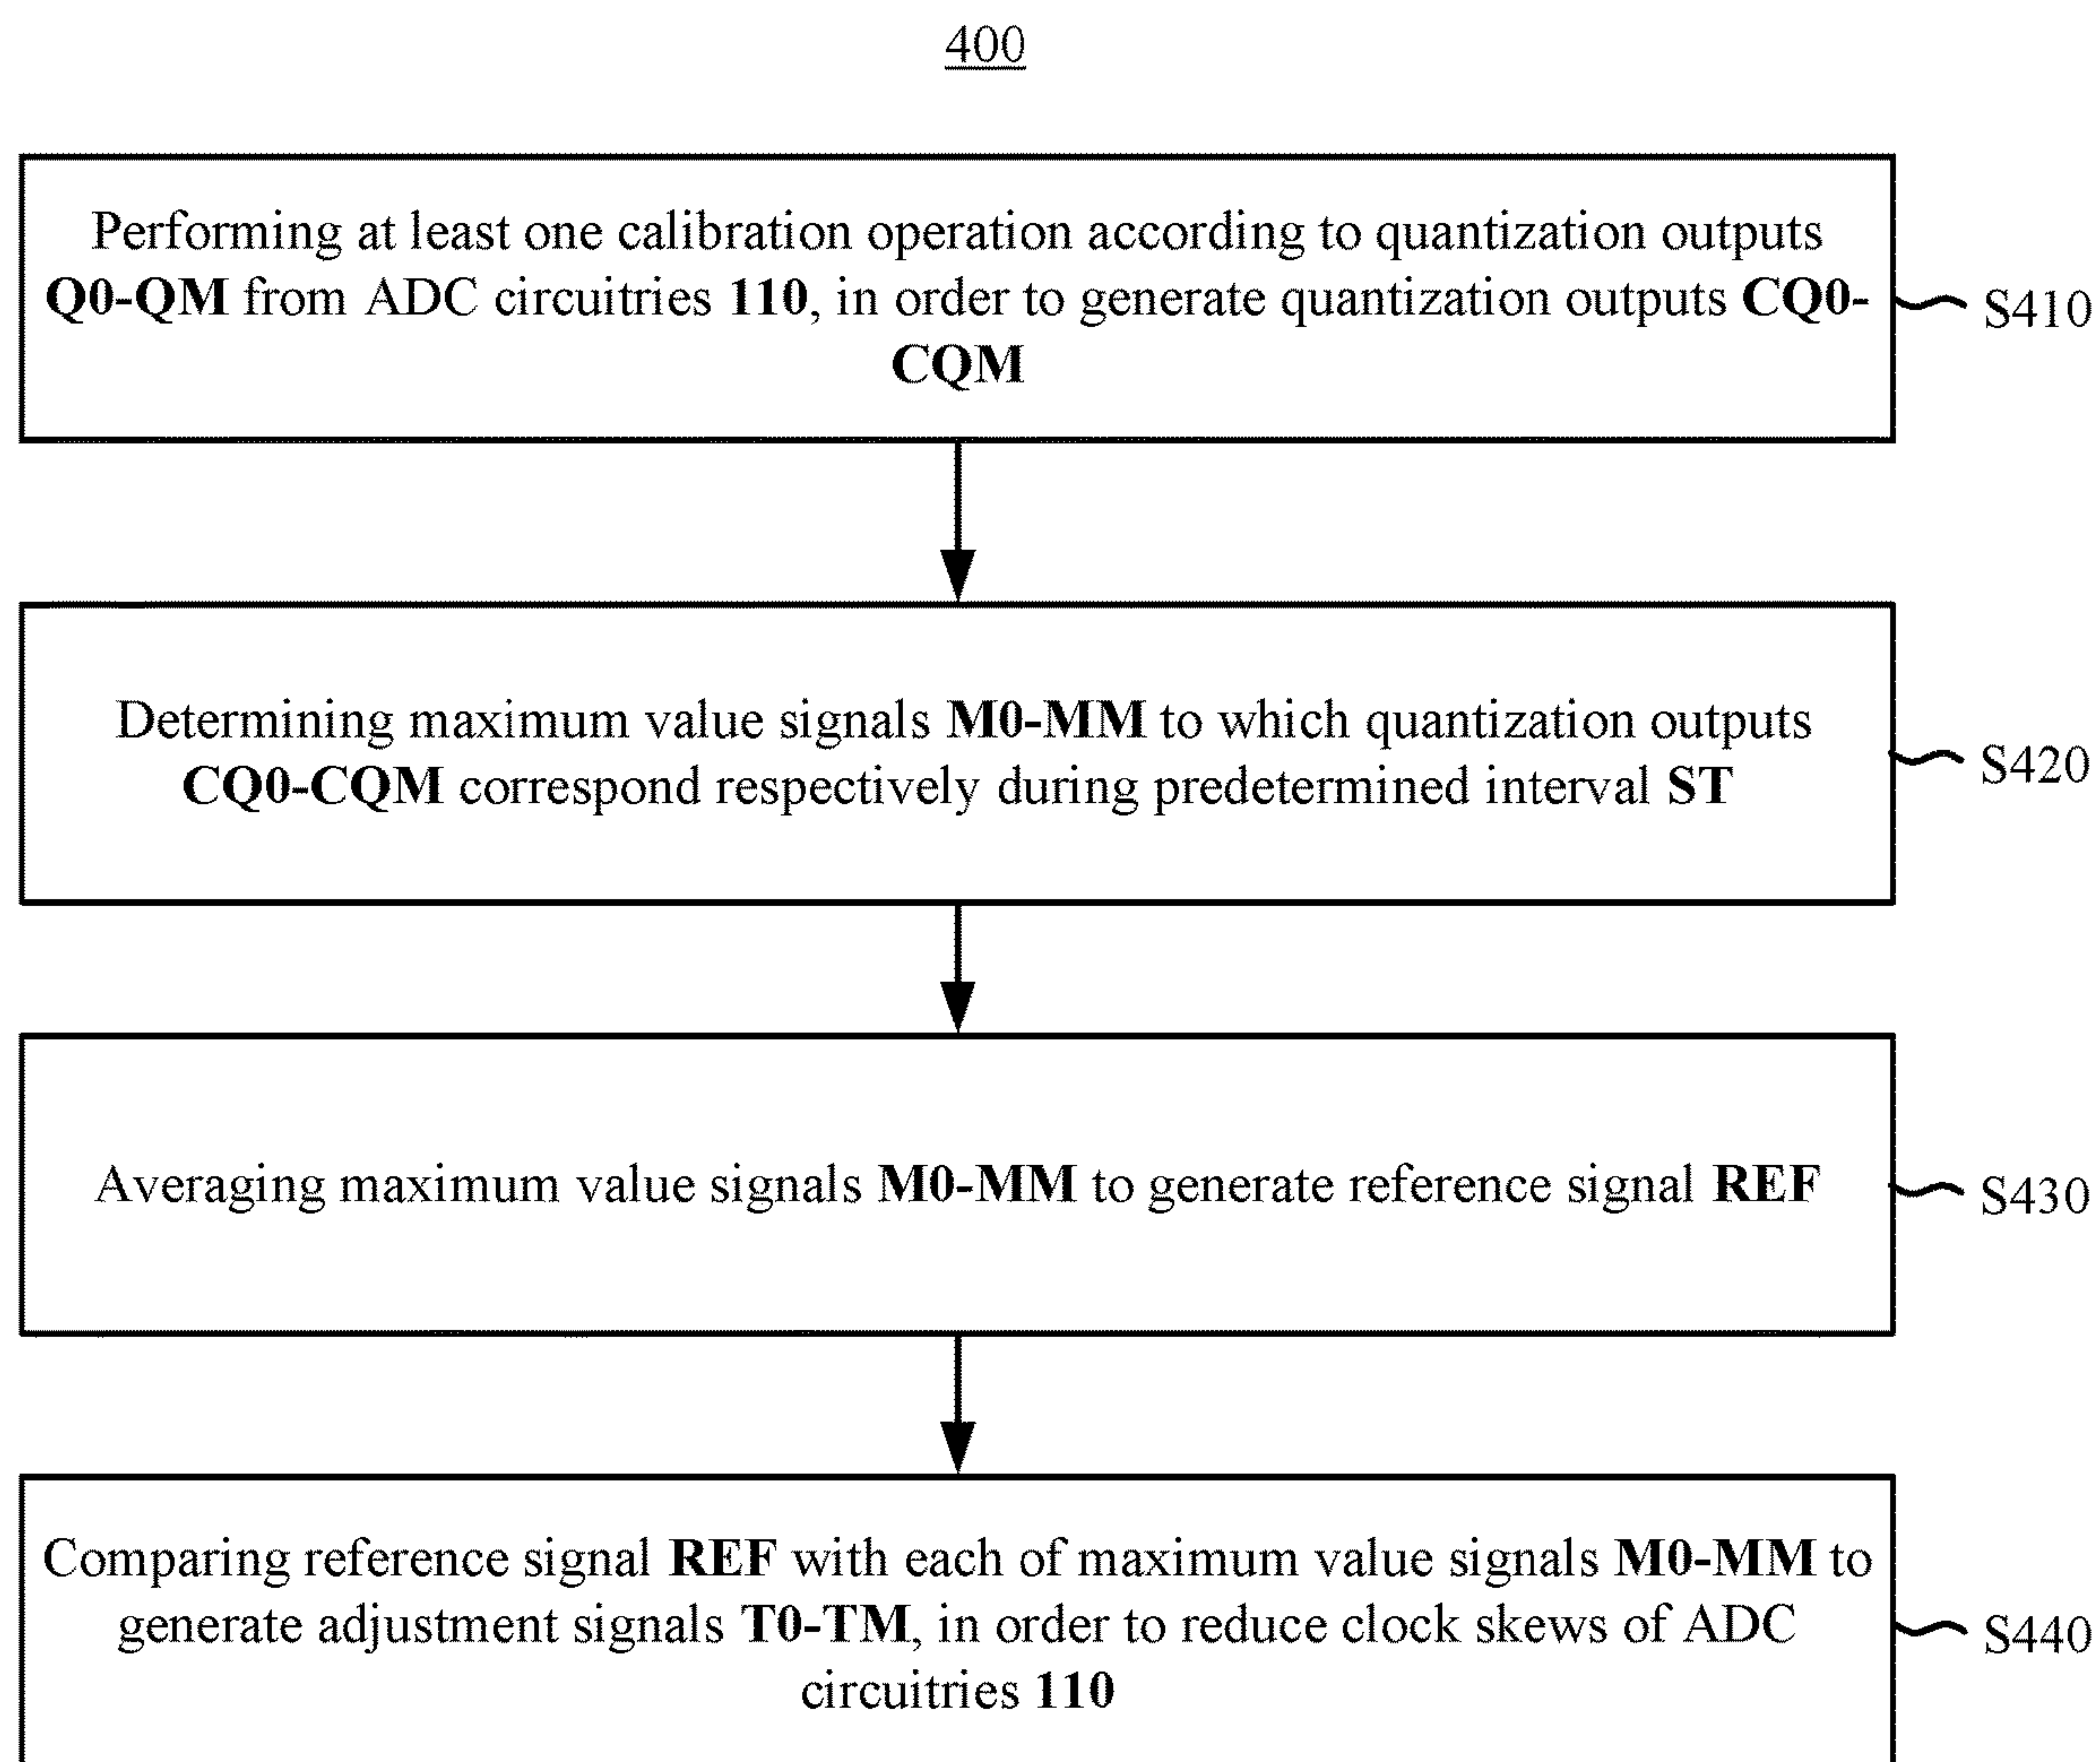 400
Performing at least one calibration operation according to quantization outputs
Q0-QM from ADC circuitries 110, in order to generate quantization outputs CQ0-
CQM
S410
Determining maximum value signals M0-MM to which quantization outputs
CQ0-CQM correspond respectively during predetermined interval ST
S420
Averaging maximum value signals M0-MM to generate reference signal REF
S430
Comparing reference signal REF with each of maximum value signals M0-MM to
generate adjustment signals T0-TM, in order to reduce clock skews of ADC
circuitries 110
S440